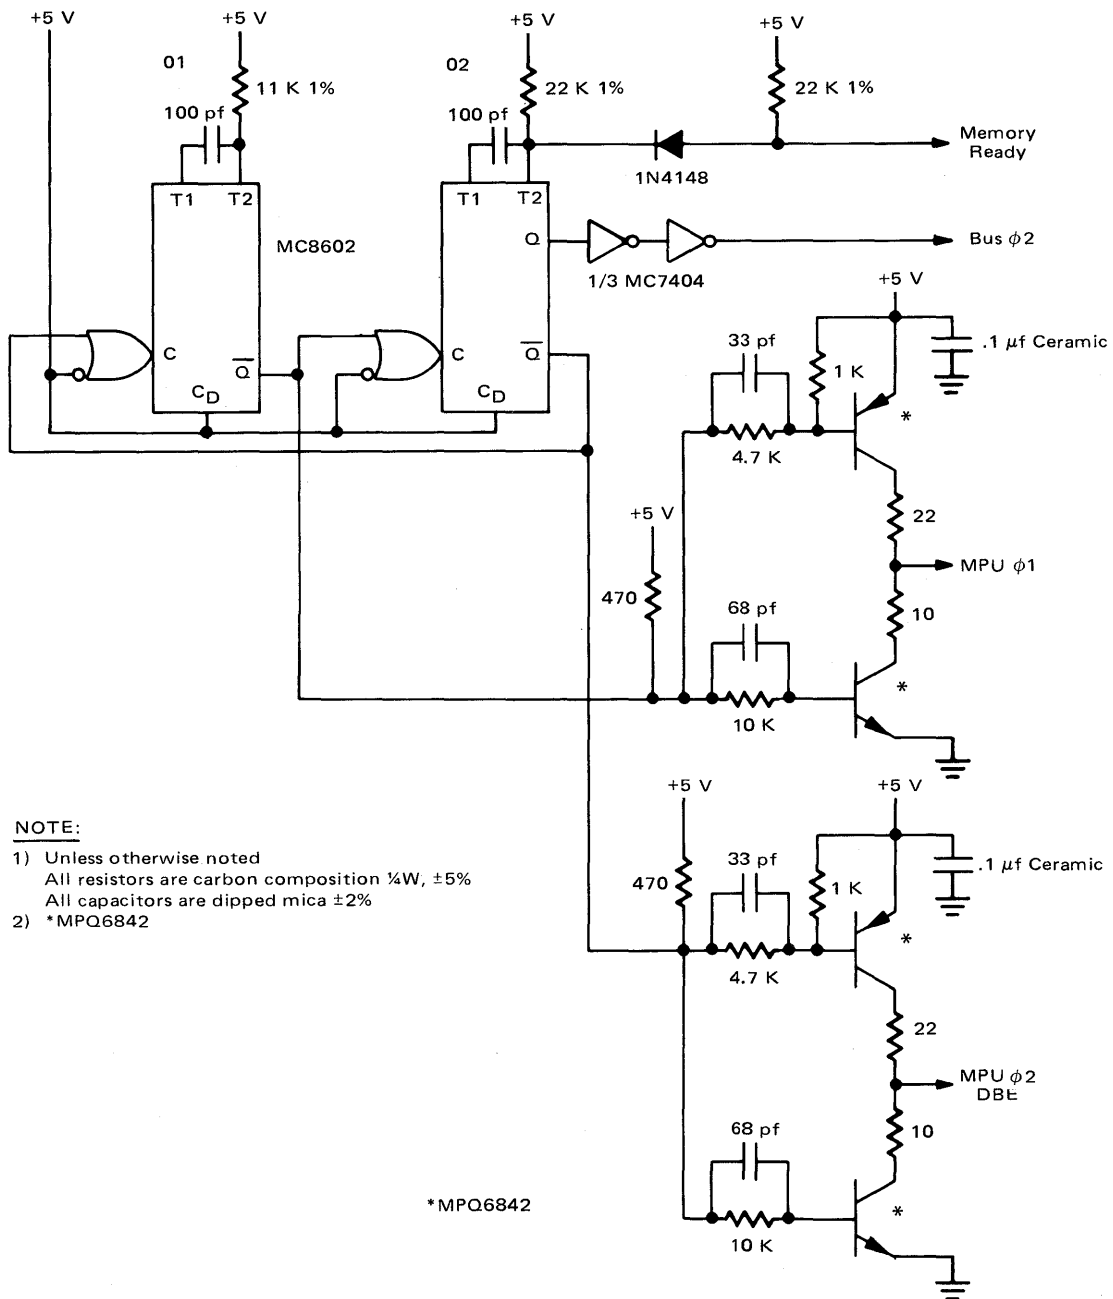 +5 V
+5 V
+5 V
+5 V
01
11 K 1%
02
22 K 1%
22 K 1%
100 pf
100 pf
Memory
Ready
1N4148
T1 T2
T1 T2
MC8602
Q
Bus ϕ2
1/3 MC7404
+5 V
C
Q̅
CD
C
Q̅
CD
33 pf
.1 µf Ceramic
1 K
*
4.7 K
22
+5 V
MPU ϕ1
470
68 pf
10
*
10 K
+5 V
+5 V
NOTE:
1) Unless otherwise noted
All resistors are carbon composition ¼W, ±5%
All capacitors are dipped mica ±2%
2) *MPQ6842
33 pf
.1 µf Ceramic
470
1 K
*
4.7 K
22
MPU ϕ2
DBE
68 pf
10
*MPQ6842
*
10 K